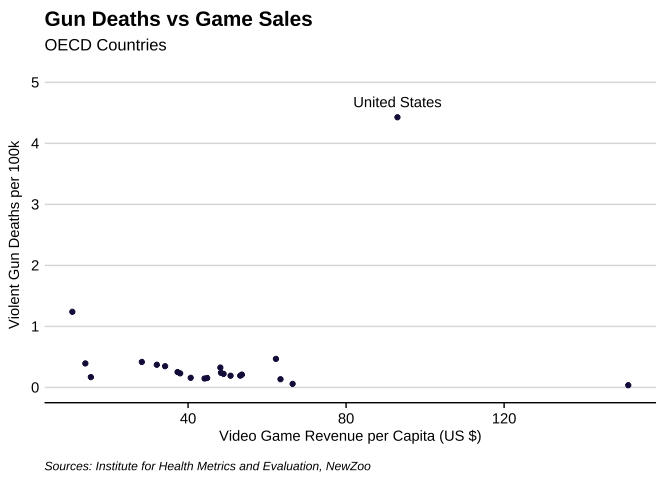 Gun Deaths vs Game Sales
OECD Countries
5
United States
4
3
2
1
0
Violent Gun Deaths per 100k
40
80
120
Video Game Revenue per Capita (US $)
Sources: Institute for Health Metrics and Evaluation, NewZoo